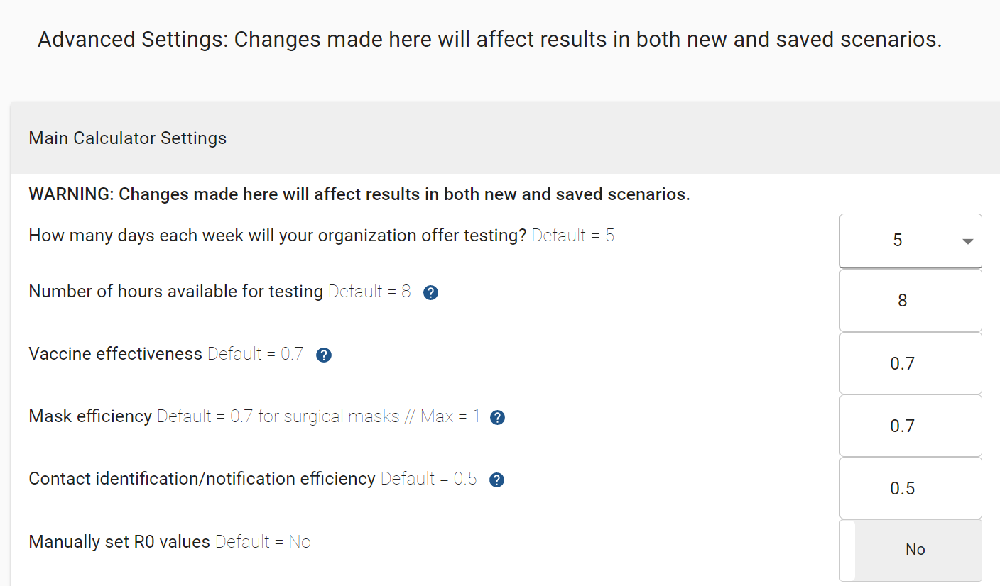 Advanced Settings: Changes made here will affect results in both new and saved scenarios.
Main Calculator Settings
WARNING: Changes made here will affect results in both new and saved scenarios.
How many days each week will your organization offer testing? Default = 5
5
Number of hours available for testing Default = 8 ?
8
Vaccine effectiveness Default = 0.7 ?
0.7
Mask efficiency Default = 0.7 for surgical masks // Max = 1 ?
0.7
Contact identification/notification efficiency Default = 0.5 ?
0.5
Manually set R0 values Default = No
No